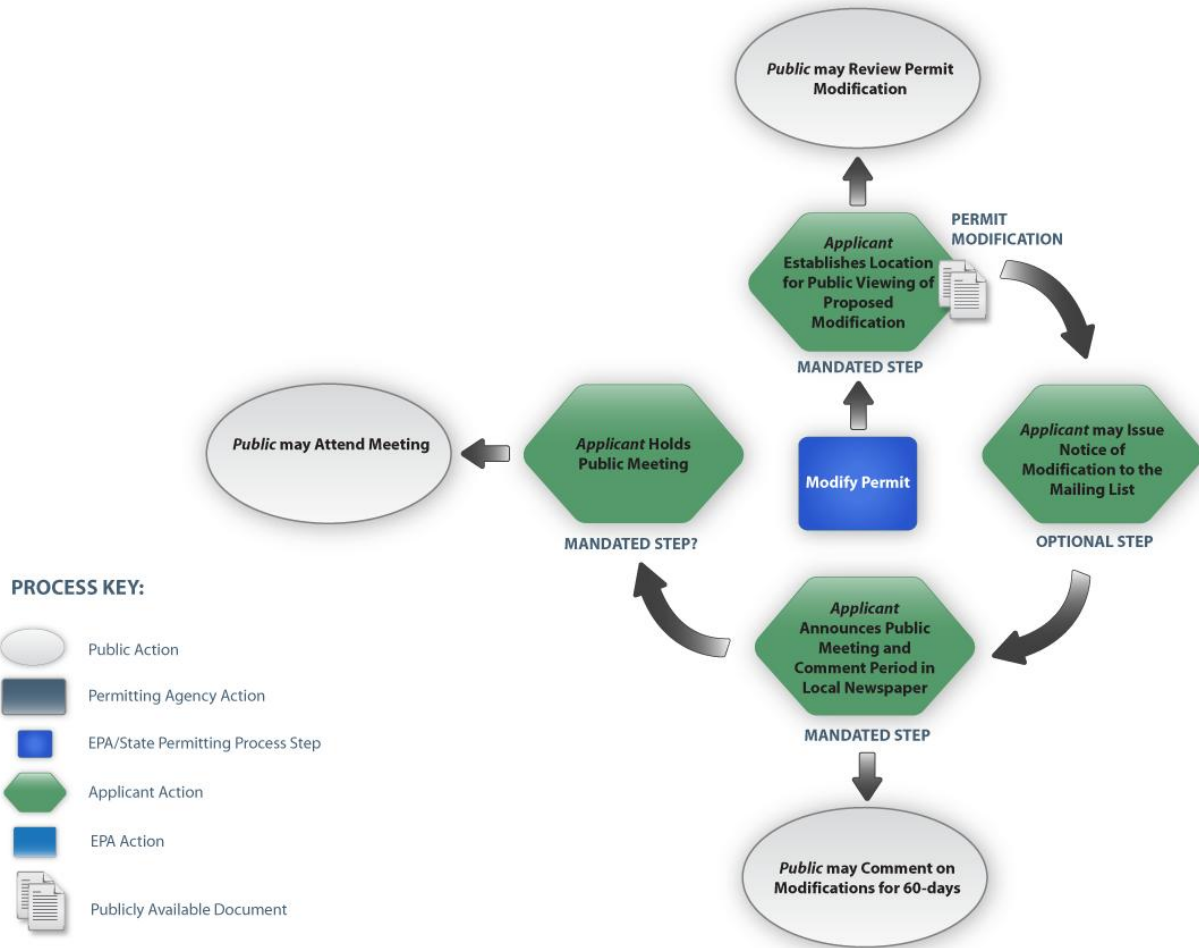 Public may Review Permit
Modification
Applicant
Establishes Location
for Public Viewing of
Proposed
Modification
PERMIT
MODIFICATION
MANDATED STEP
Public may Attend Meeting
Applicant Holds
Public Meeting
MANDATED STEP?
Modify Permit
Applicant may Issue
Notice of
Modification to the
Mailing List
OPTIONAL STEP
Applicant
Announces Public
Meeting and
Comment Period in
Local Newspaper
MANDATED STEP
Public may Comment on
Modifications for 60-days
PROCESS KEY:
Public Action
Permitting Agency Action
EPA/State Permitting Process Step
Applicant Action
EPA Action
Publicly Available Document